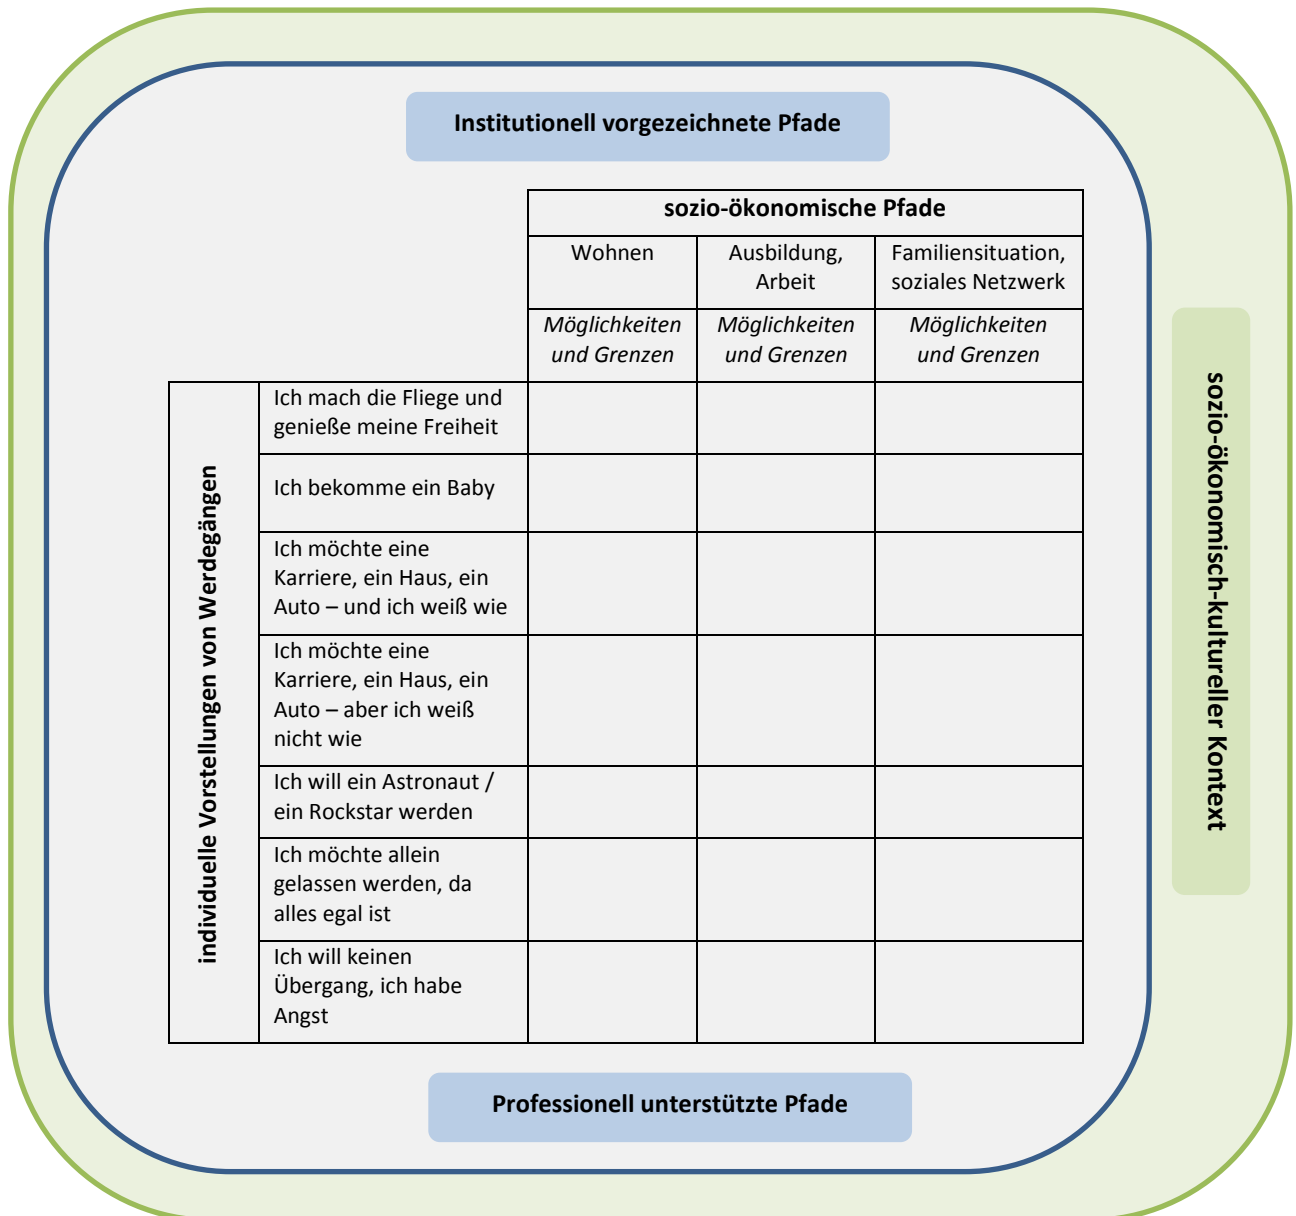 Institutionell vorgezeichnete Pfade
sozio-ökonomische Pfade
Wohnen
Ausbildung,
Arbeit
Familiensituation,
soziales Netzwerk
Möglichkeiten
und Grenzen
Möglichkeiten
und Grenzen
Möglichkeiten
und Grenzen
individuelle Vorstellungen von Werdegängen
Ich mach die Fliege und
genieße meine Freiheit
Ich bekomme ein Baby
Ich möchte eine
Karriere, ein Haus, ein
Auto – und ich weiß wie
Ich möchte eine
Karriere, ein Haus, ein
Auto – aber ich weiß
nicht wie
Ich will ein Astronaut /
ein Rockstar werden
Ich möchte allein
gelassen werden, da
alles egal ist
Ich will keinen
Übergang, ich habe
Angst
Professionell unterstützte Pfade
sozio-ökonomisch-kultureller Kontext